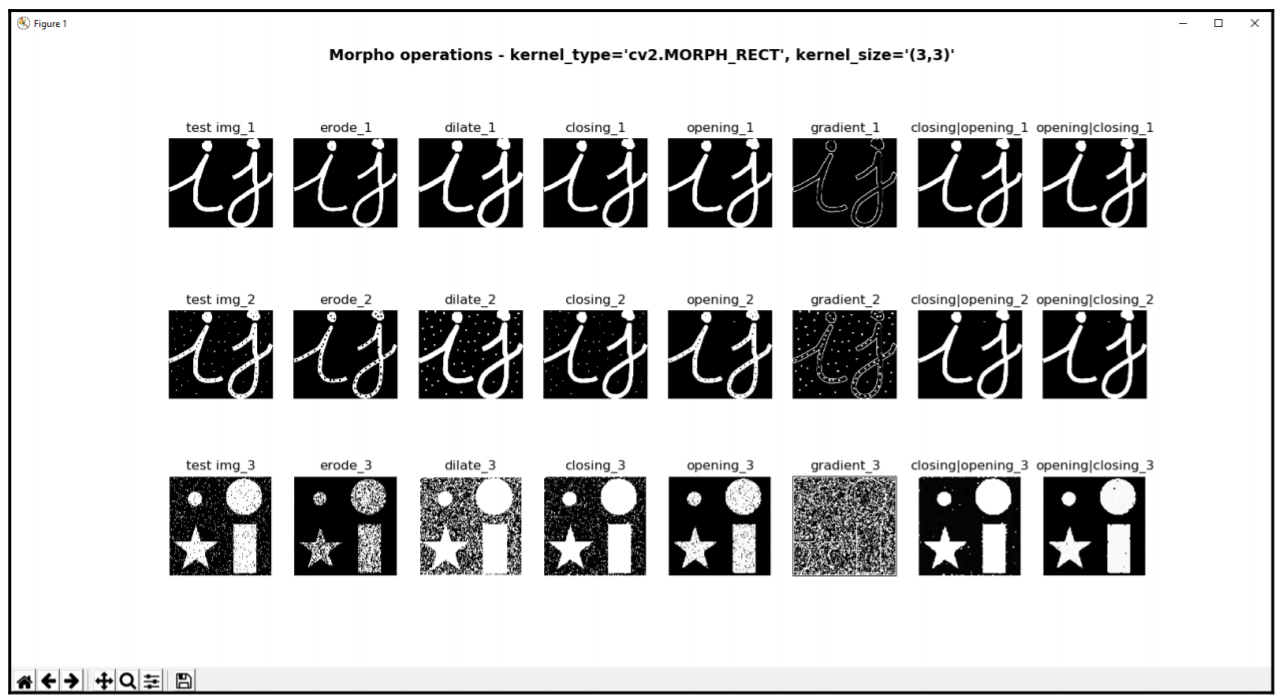 Figure 1
Morpho operations - kernel_type='cv2.MORPH_RECT', kernel_size='(3,3)'
test img_1 erode_1 dilate_1 closing_1 opening_1 gradient_1 closing|opening_1 opening|closing_1
i j i j i j i j i j i j i j i j
test img_2 erode_2 dilate_2 closing_2 opening_2 gradient_2 closing|opening_2 opening|closing_2
i j i j i j i j i j i j i j i j
test img_3 erode_3 dilate_3 closing_3 opening_3 gradient_3 closing|opening_3 opening|closing_3